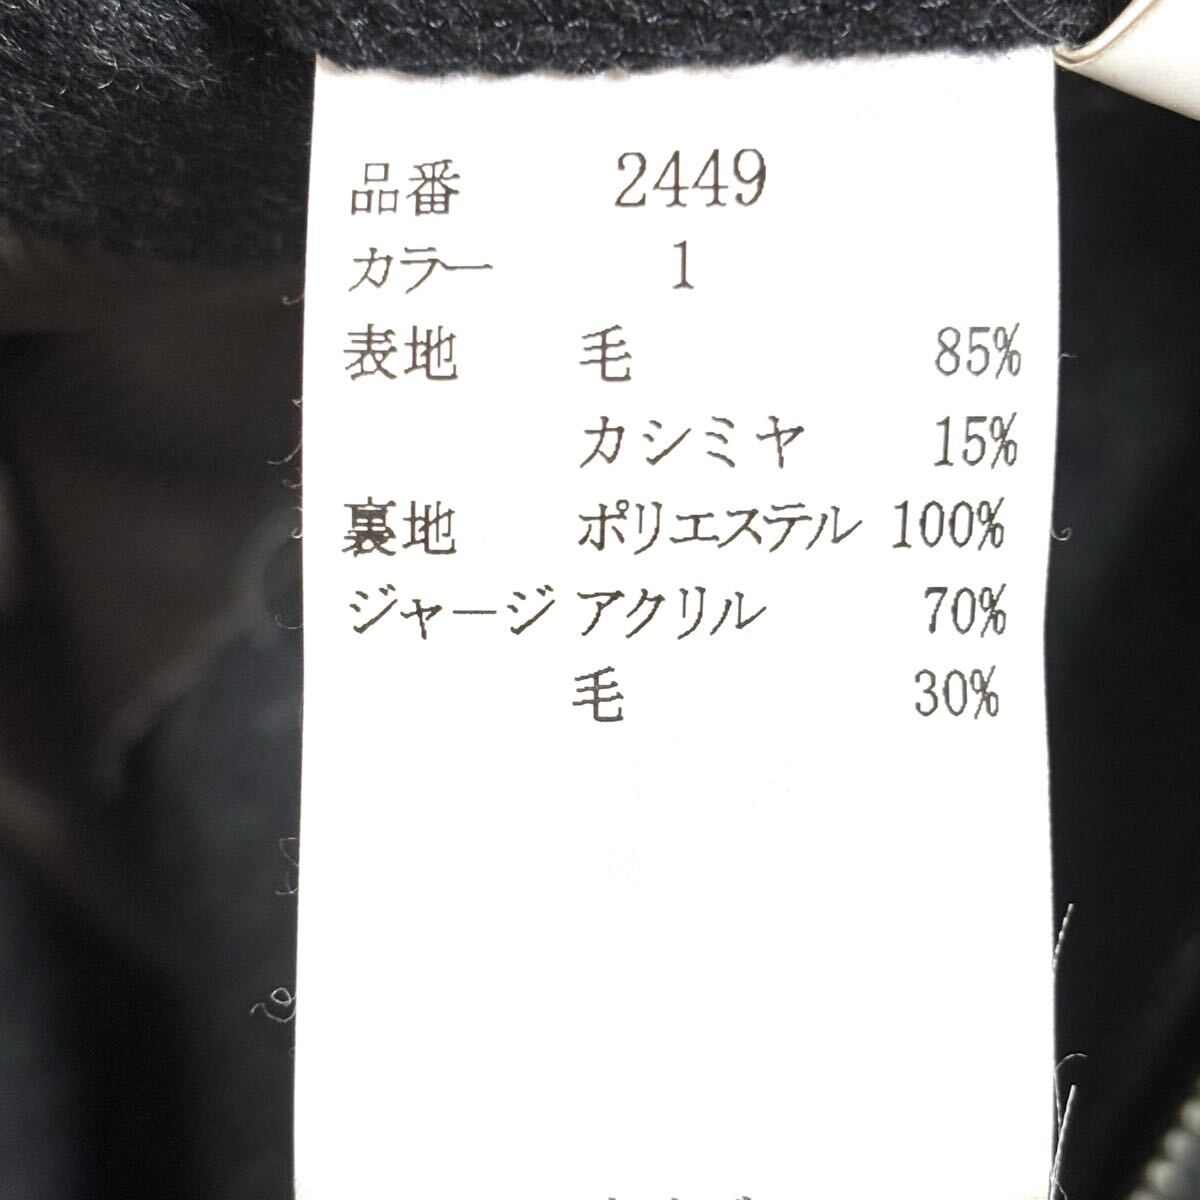 品番 2449
カラー 1
表地 毛 85%
カシミヤ 15%
裏地 ポリエステル 100%
ジャージ アクリル 70%
毛 30%